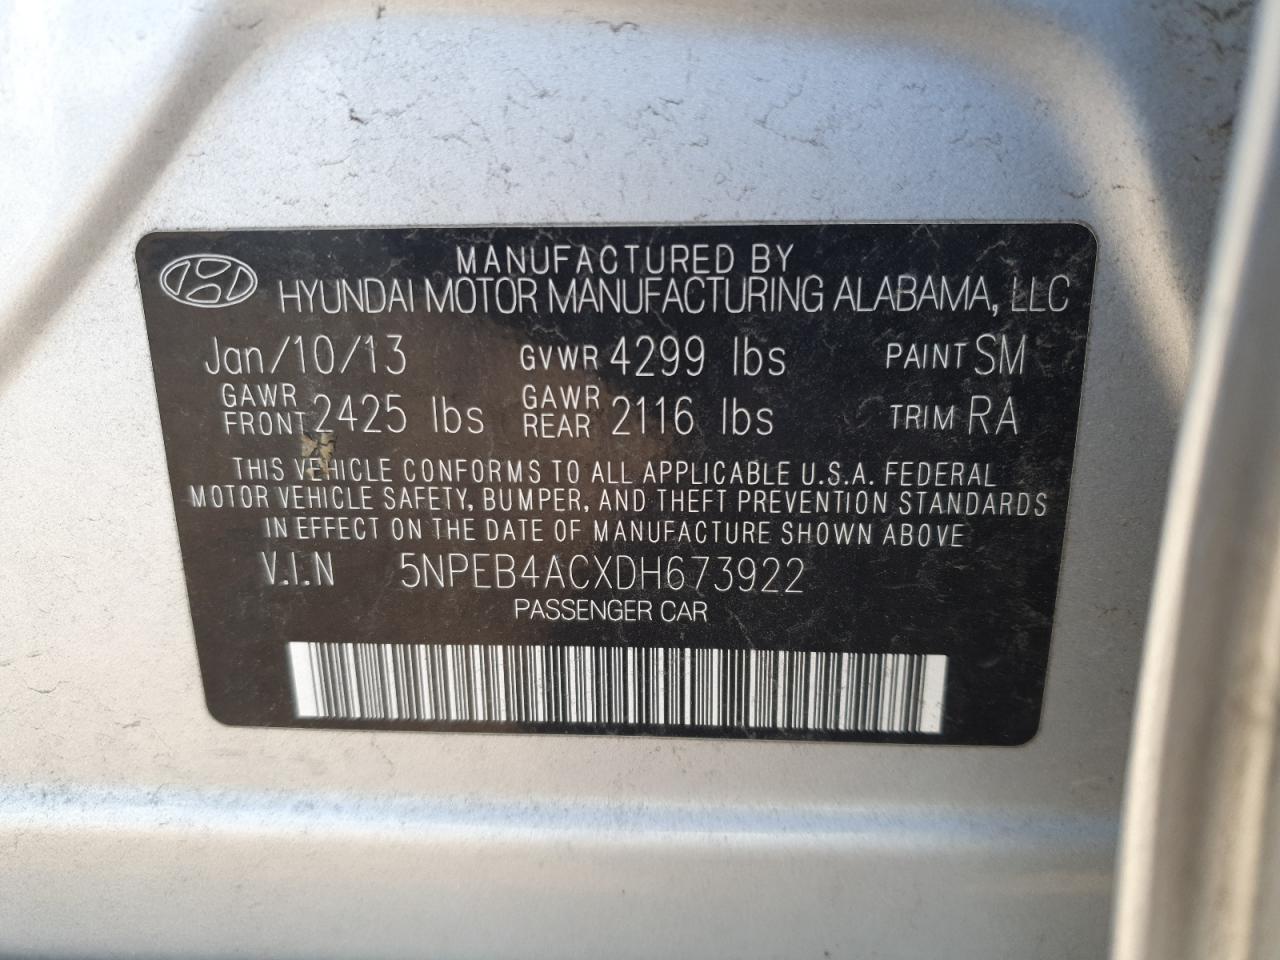 MANUFACTURED BY
HYUNDAI MOTOR MANUFACTURING ALABAMA, LLC
Jan/10/13 GVWR 4299 lbs PAINT SM
GAWR FRONT 2425 lbs GAWR REAR 2116 lbs TRIM RA
THIS VEHICLE CONFORMS TO ALL APPLICABLE U.S.A. FEDERAL
MOTOR VEHICLE SAFETY, BUMPER, AND THEFT PREVENTION STANDARDS
IN EFFECT ON THE DATE OF MANUFACTURE SHOWN ABOVE
V.I.N 5NPEB4ACXDH673922
PASSENGER CAR